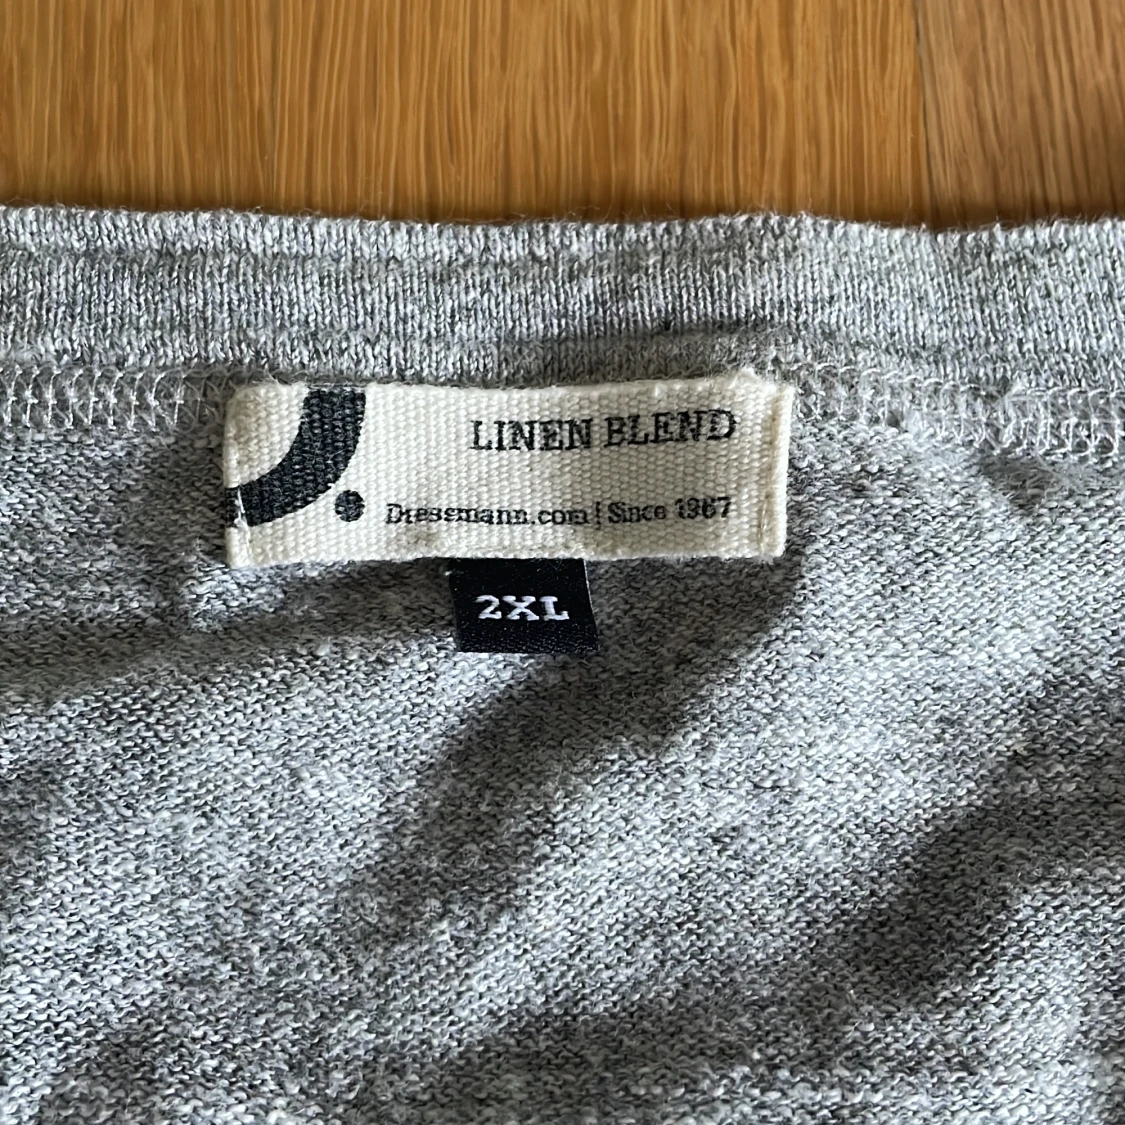 LINEN BLEND
Dressmann.com | Since 1967
2XL